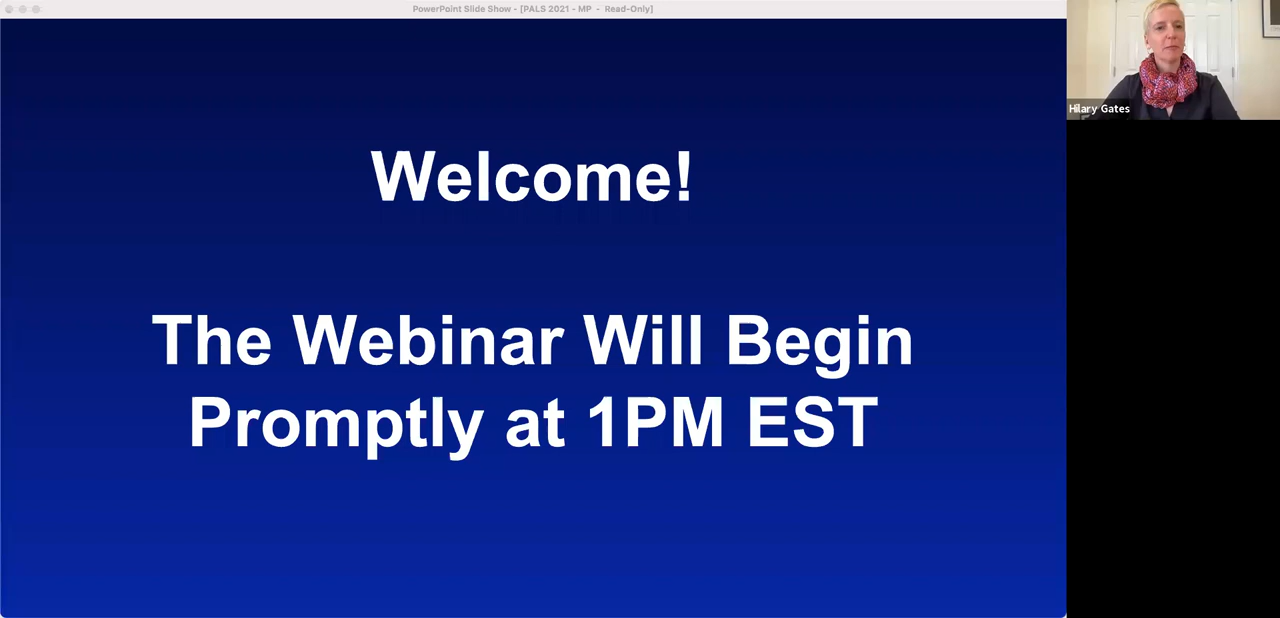 PowerPoint Slide Show - [PALS 2021 - MP - Read-Only]
Welcome!
The Webinar Will Begin
Promptly at 1PM EST
Hilary Gates